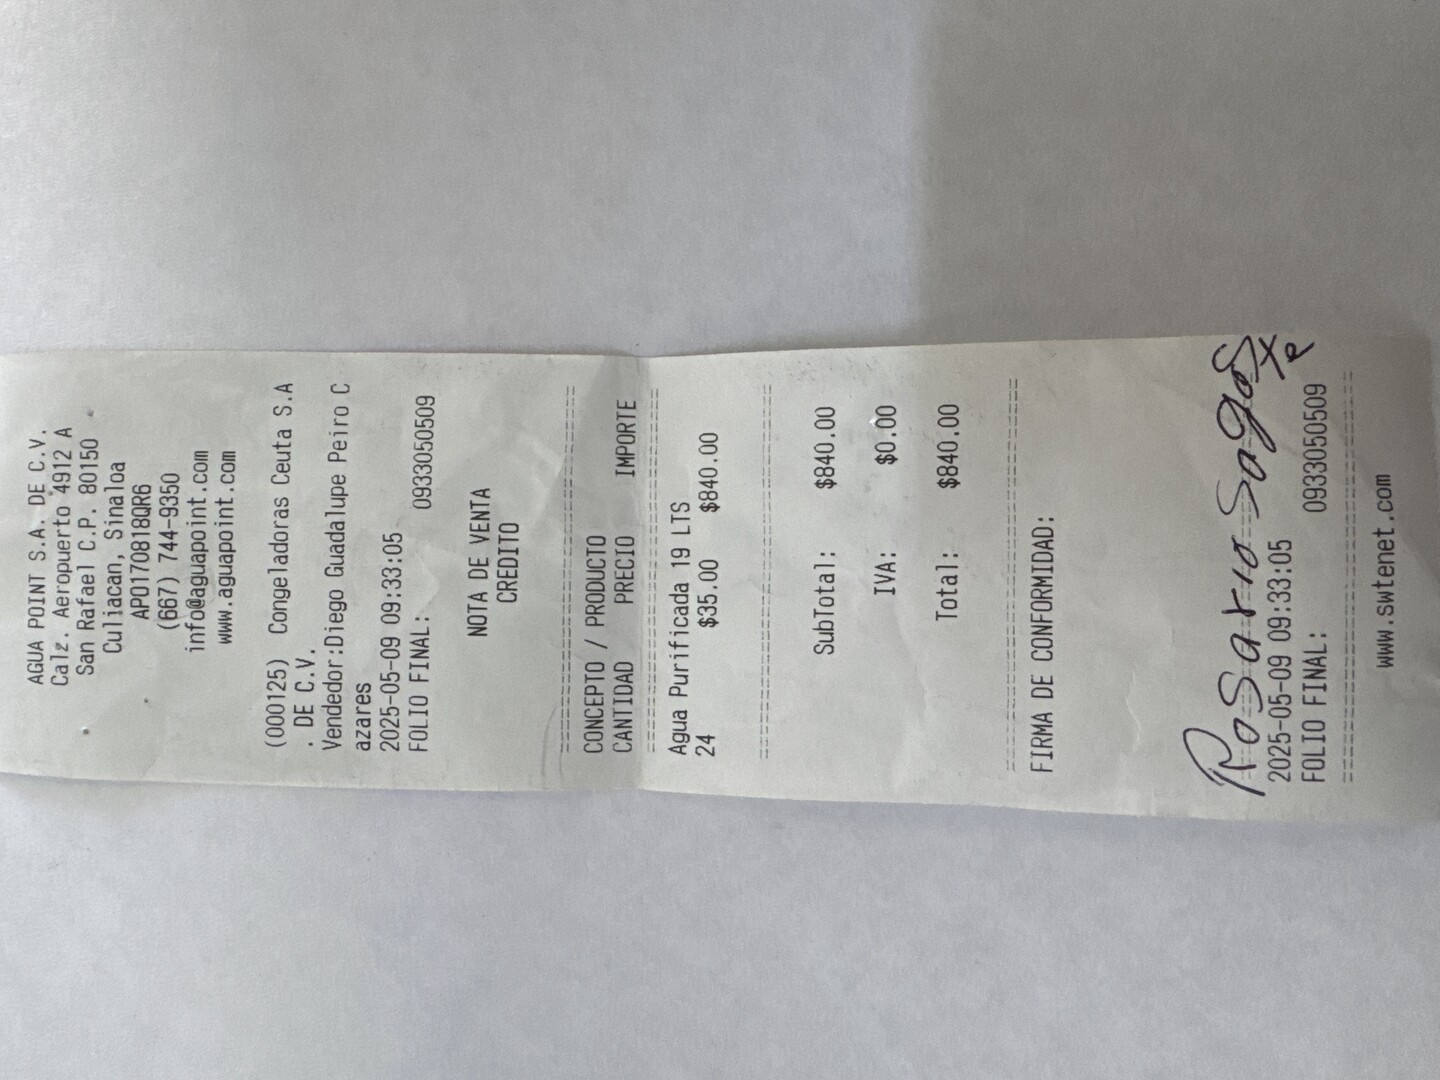 AGUA POINT S.A. DE C.V.
Calz. Aeropuerto 4912 A
San Rafael C.P. 80150
Culiacan, Sinaloa
APO170818QR6
(667) 744-9350
info@aguapoint.com
www.aguapoint.com
(000125) Congeladoras Ceuta S.A
. DE C.V.
Vendedor:Diego Guadalupe Peiro C
azares
2025-05-09 09:33:05
FOLIO FINAL: 0933050509
NOTA DE VENTA
CREDITO
CONCEPTO / PRODUCTO
CANTIDAD PRECIO IMPORTE
Agua Purificada 19 LTS
24 $35.00 $840.00
SubTotal: $840.00
IVA: $0.00
Total: $840.00
FIRMA DE CONFORMIDAD:
Rosario
2025-05-09 09:33:05
FOLIO FINAL: 0933050509
www.swtenet.com